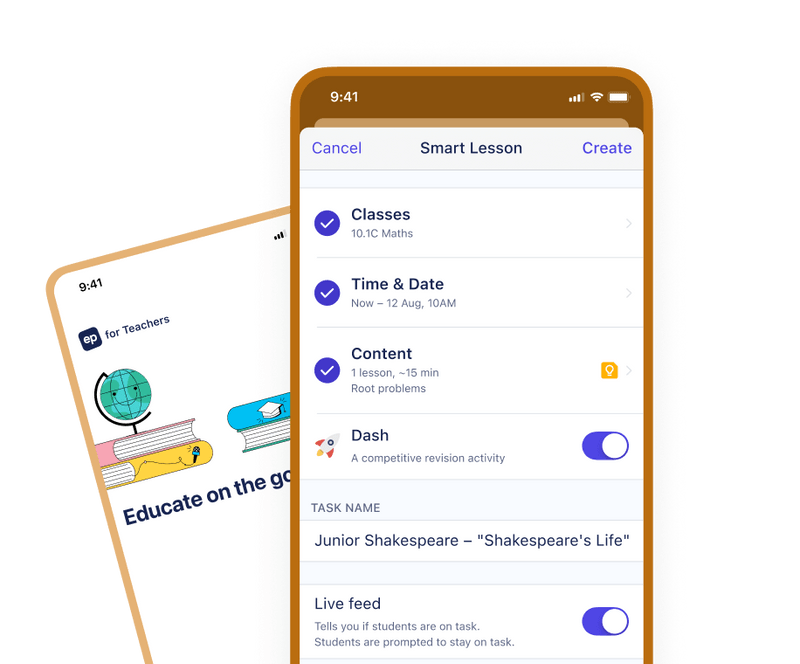 9:41
Cancel Smart Lesson Create
Classes
10.1C Maths
Time & Date
Now – 12 Aug, 10AM
Content
1 lesson, ~15 min
Root problems
Dash
A competitive revision activity
TASK NAME
Junior Shakespeare – "Shakespeare's Life"
Live feed
Tells you if students are on task.
Students are prompted to stay on task.
9:41
ep for Teachers
Educate on the go